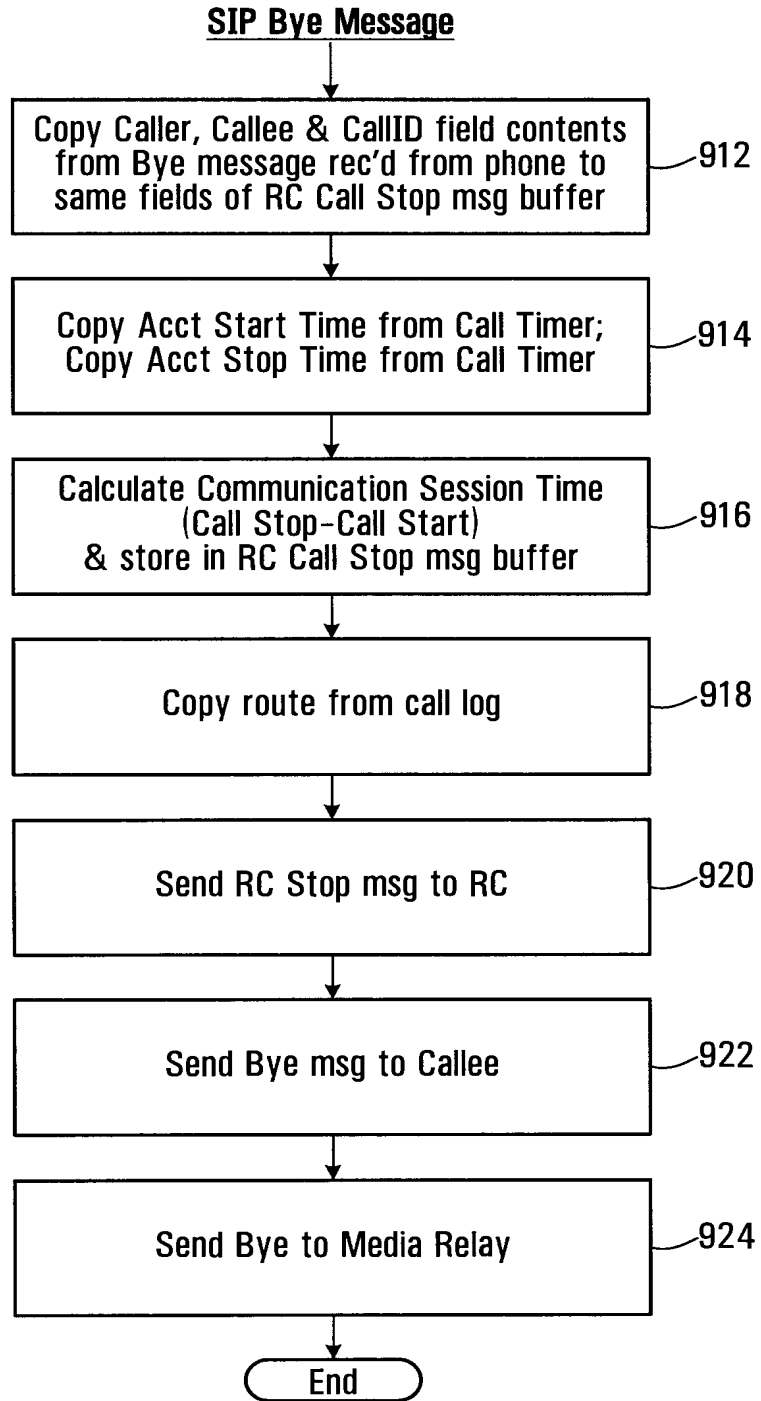 SIP Bye Message
Copy Caller, Callee & CallID field contents
from Bye message rec'd from phone to
same fields of RC Call Stop msg buffer
912
Copy Acct Start Time from Call Timer;
Copy Acct Stop Time from Call Timer
914
Calculate Communication Session Time
(Call Stop-Call Start)
& store in RC Call Stop msg buffer
916
Copy route from call log
918
Send RC Stop msg to RC
920
Send Bye msg to Callee
922
Send Bye to Media Relay
924
End